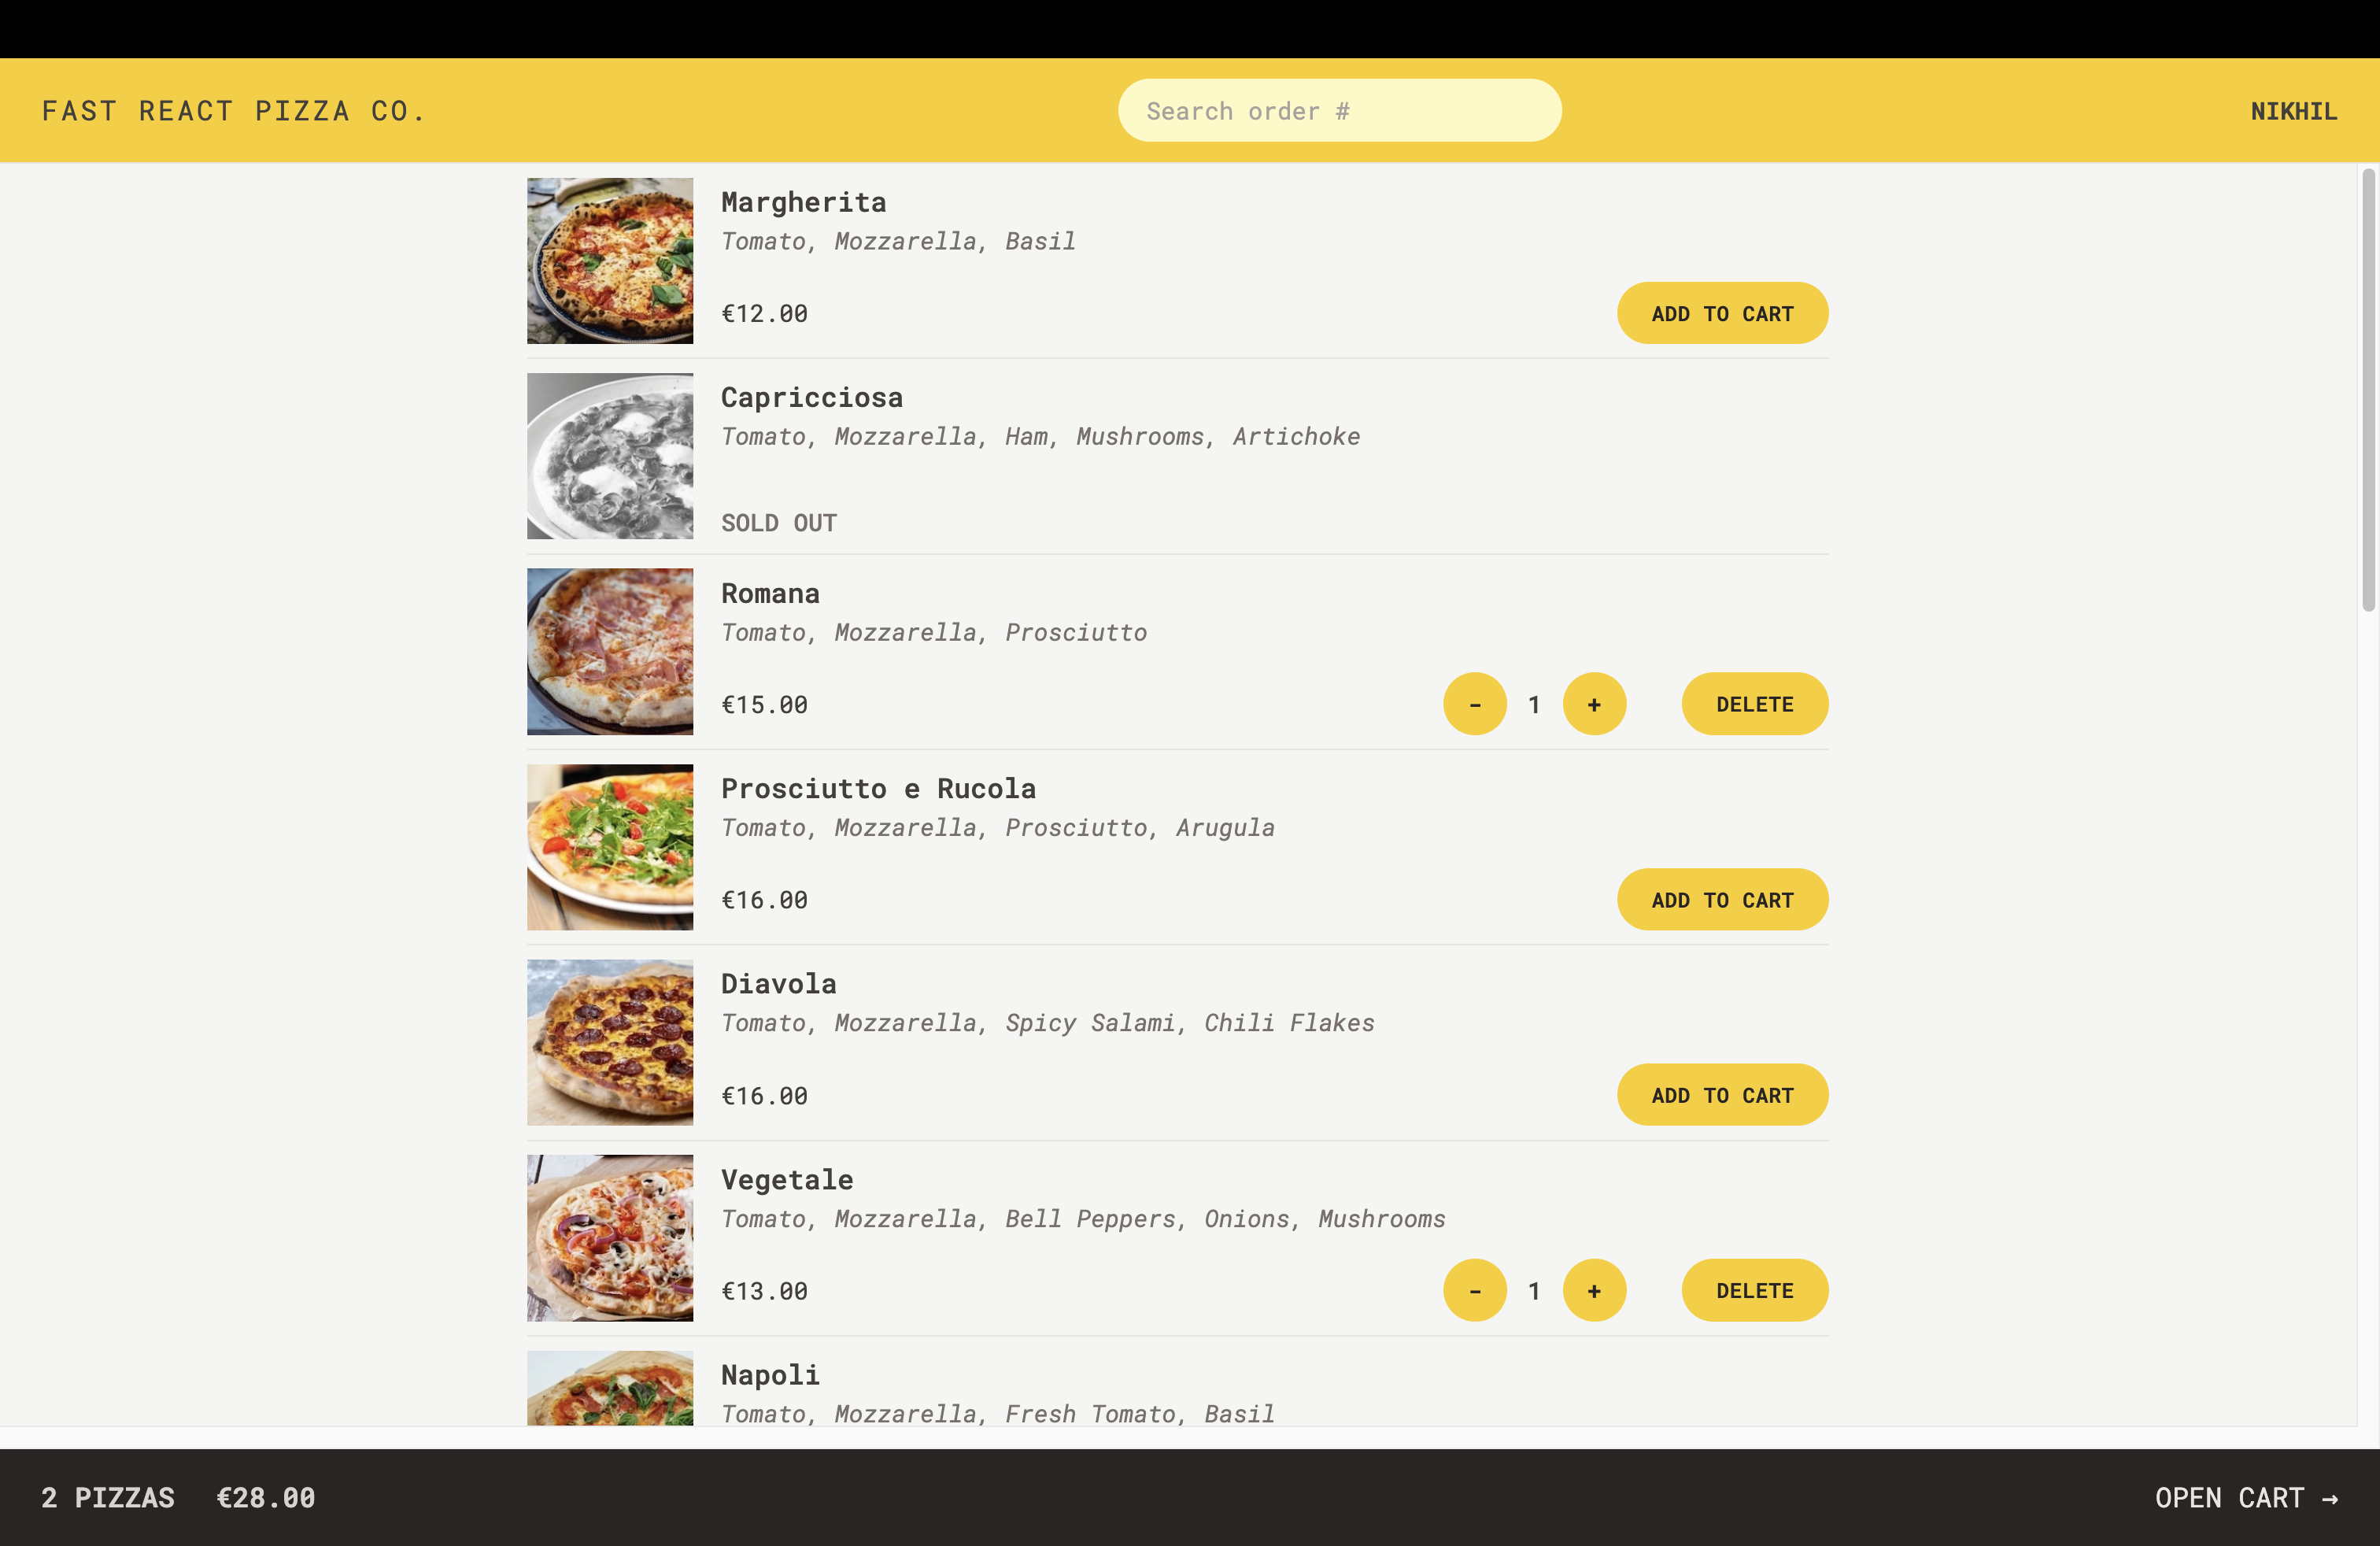 FAST REACT PIZZA CO.
Search order #
NIKHIL
Margherita
Tomato, Mozzarella, Basil
€12.00
ADD TO CART
Capricciosa
Tomato, Mozzarella, Ham, Mushrooms, Artichoke
SOLD OUT
Romana
Tomato, Mozzarella, Prosciutto
€15.00
- 1 +
DELETE
Prosciutto e Rucola
Tomato, Mozzarella, Prosciutto, Arugula
€16.00
ADD TO CART
Diavola
Tomato, Mozzarella, Spicy Salami, Chili Flakes
€16.00
ADD TO CART
Vegetale
Tomato, Mozzarella, Bell Peppers, Onions, Mushrooms
€13.00
- 1 +
DELETE
Napoli
Tomato, Mozzarella, Fresh Tomato, Basil
2 PIZZAS €28.00
OPEN CART →